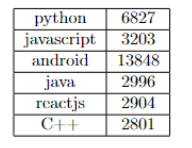 python 6827
javascript 3203
android 13848
java 2996
reactjs 2904
C++ 2801